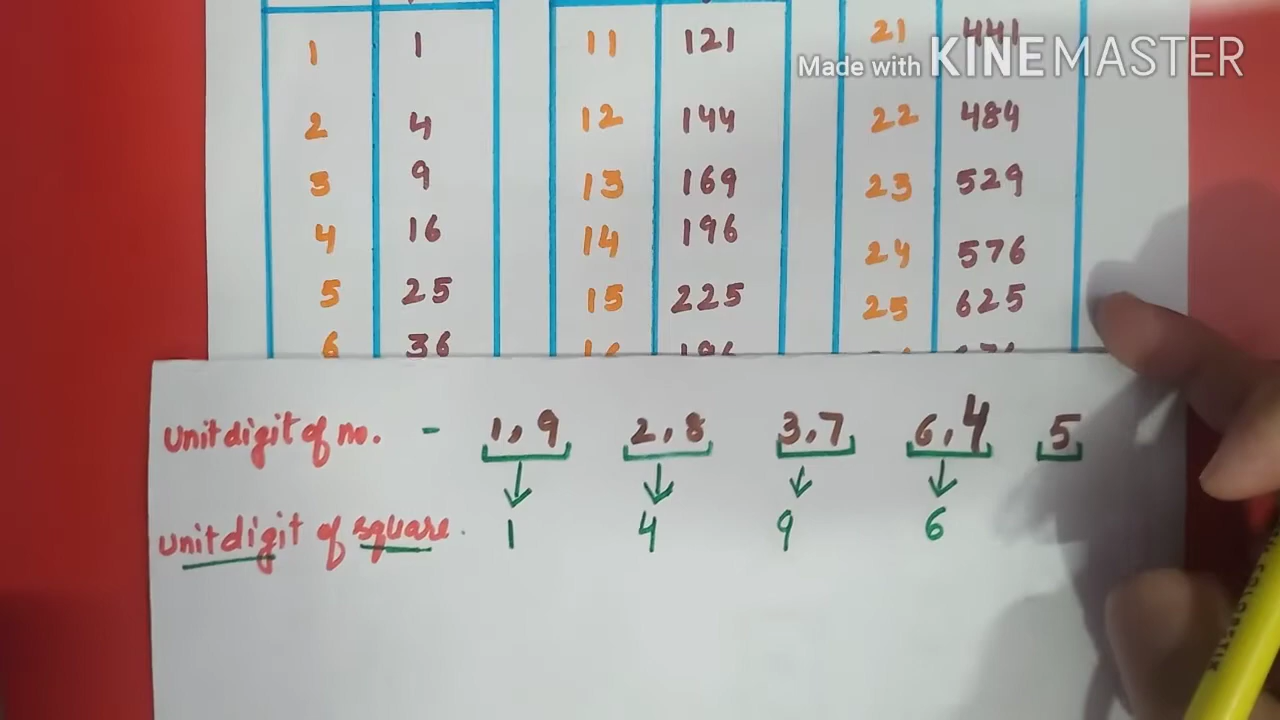 Made with KINEMASTER
1 1 11 121 21 441
2 4 12 144 22 484
3 9 13 169 23 529
4 16 14 196 24 576
5 25 15 225 25 625
6 36
unit digit of no. - 1, 9 2, 8 3, 7 6, 4 5
unit digit of square. 1 4 9 6